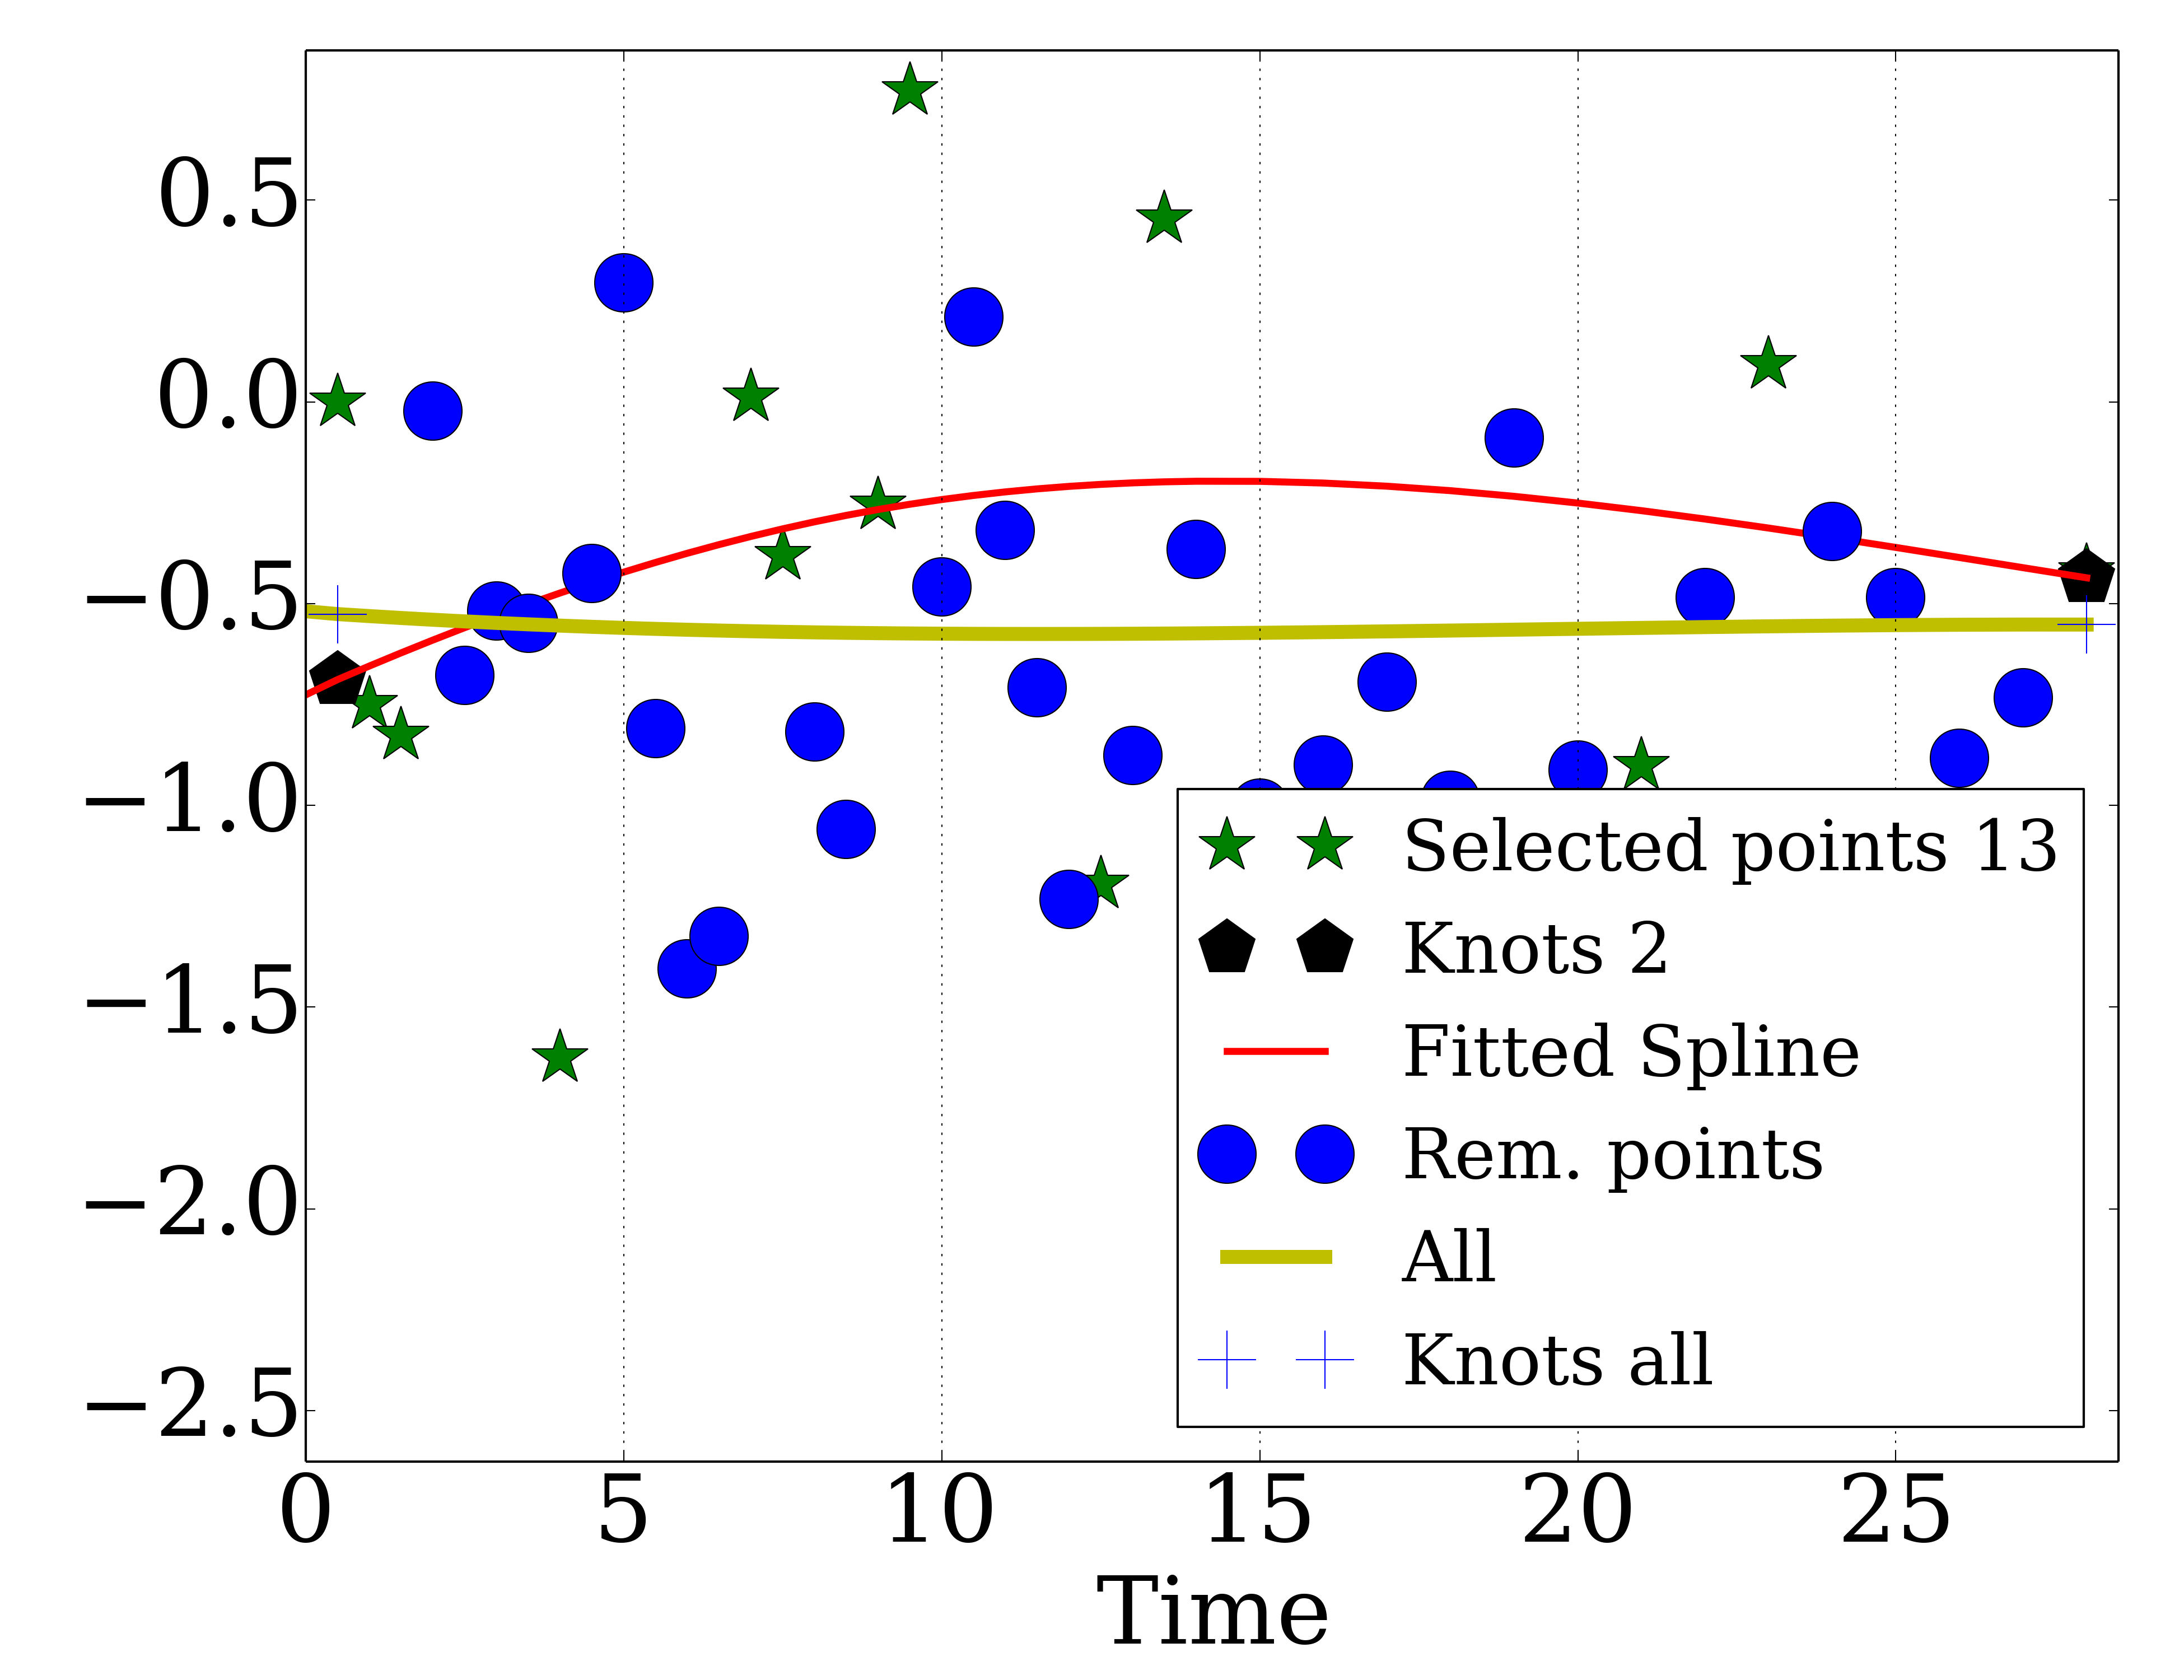 0.5
0.0
−0.5
−1.0
−1.5
−2.0
−2.5
0 5 10 15 20 25
Time
Selected points 13
Knots 2
Fitted Spline
Rem. points
All
Knots all